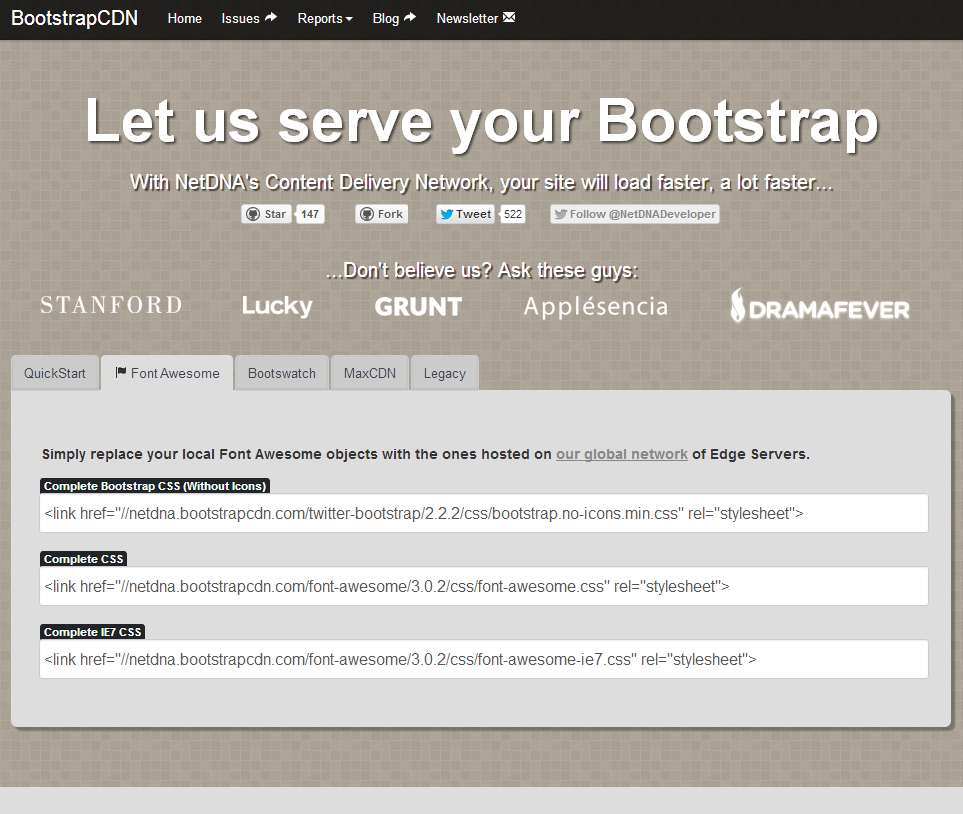 BootstrapCDN Home Issues Reports Blog Newsletter
Let us serve your Bootstrap
With NetDNA's Content Delivery Network, your site will load faster, a lot faster...
Star 147 Fork Tweet 522 Follow @NetDNADeveloper
...Don't believe us? Ask these guys:
STANFORD Lucky GRUNT Applésencia DRAMAFEVER
QuickStart Font Awesome Bootswatch MaxCDN Legacy
Simply replace your local Font Awesome objects with the ones hosted on our global network of Edge Servers.
Complete Bootstrap CSS (Without Icons)
<link href="//netdna.bootstrapcdn.com/twitter-bootstrap/2.2.2/css/bootstrap.no-icons.min.css" rel="stylesheet">
Complete CSS
<link href="//netdna.bootstrapcdn.com/font-awesome/3.0.2/css/font-awesome.css" rel="stylesheet">
Complete IE7 CSS
<link href="//netdna.bootstrapcdn.com/font-awesome/3.0.2/css/font-awesome-ie7.css" rel="stylesheet">